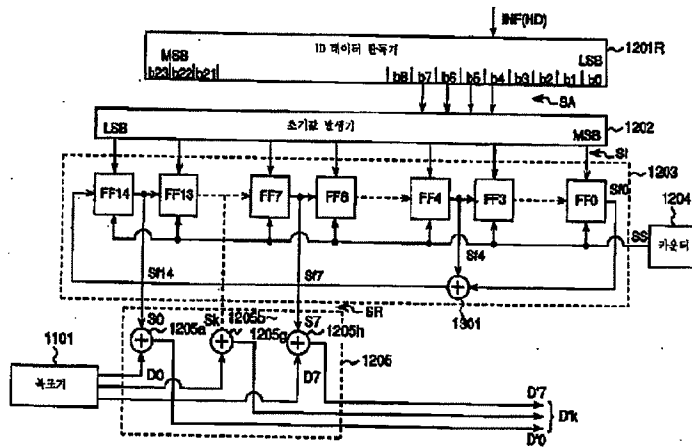 INF(HD)
ID 데이터 판독기
1201R
MSB
LSB
b23 b22 b21
b8 b7 b6 b5 b4 b3 b2 b1 b0
SA
초기값 발생기
1202
LSB
MSB
SI
1203
FF14 FF13 FF7 FF6 FF4 FF3 FF0
Sf0
1204
카운터
SS
Sf14
Sf7
Sf4
1301
SR
S0
1205a
Sk
1205b~
1205g
S7
1205h
1101
복조기
D0
D7
1206
D'7
D'k
D'0